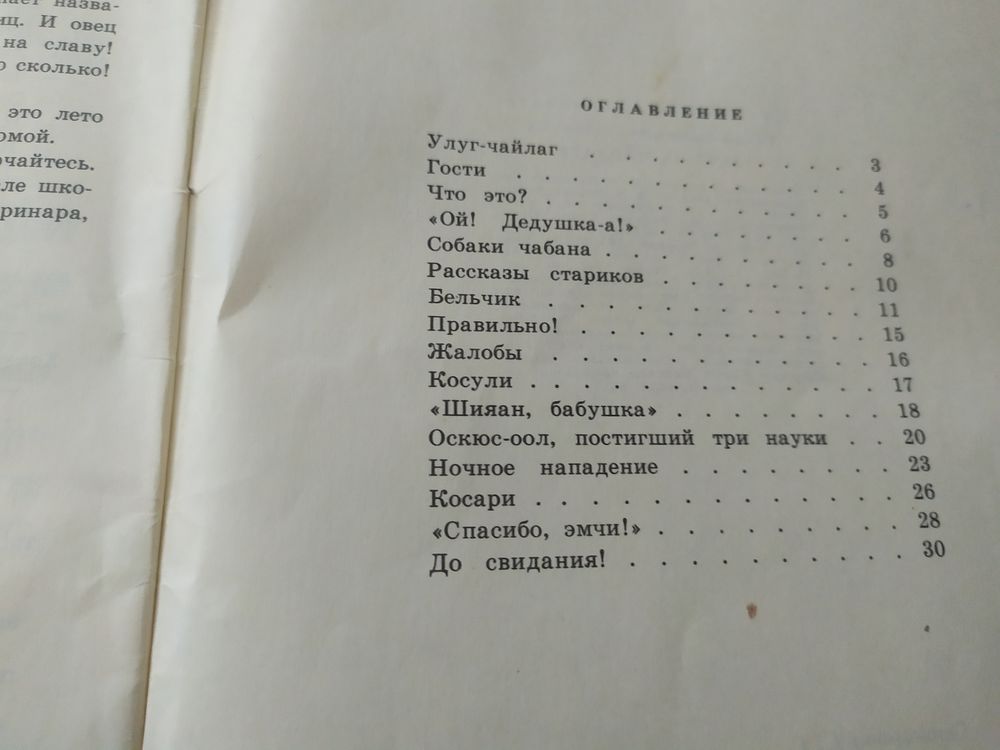 иц. И овец
на славу!
сколько!
это лето
омой.
чайтесь.
ле шко-
ринара,
ОГЛАВЛЕНИЕ
Улуг-чайлаг . . . . . . . . . . 3
Гости . . . . . . . . . . . . 4
Что это? . . . . . . . . . . . 5
«Ой! Дедушка-а!» . . . . . . . . 6
Собаки чабана . . . . . . . . . 8
Рассказы стариков . . . . . . . . 10
Бельчик . . . . . . . . . . . 11
Правильно! . . . . . . . . . . 15
Жалобы . . . . . . . . . . . 16
Косули . . . . . . . . . . . . 17
«Шияан, бабушка» . . . . . . . . 18
Оскюс-оол, постигший три науки . . 20
Ночное нападение . . . . . . . . 23
Косари . . . . . . . . . . . . 26
«Спасибо, эмчи!» . . . . . . . . . 28
До свидания! . . . . . . . . . . 30